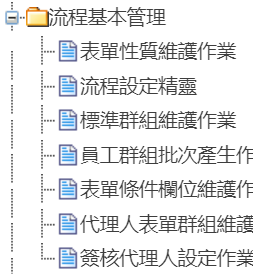 流程基本管理
表單性質維護作業
流程設定精靈
標準群組維護作業
員工群組批次產生作
表單條件欄位維護作
代理人表單群組維護
簽核代理人設定作業